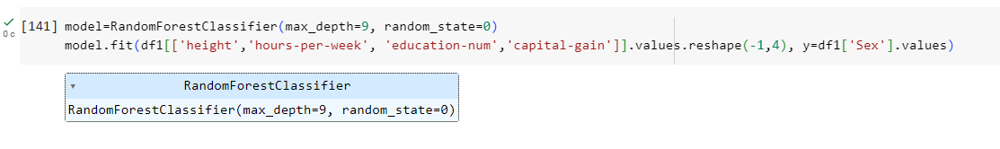 [141] model=RandomForestClassifier(max_depth=9, random_state=0)
0 с model.fit(df1[['height','hours-per-week', 'education-num','capital-gain']].values.reshape(-1,4), y=df1['Sex'].values)
RandomForestClassifier
RandomForestClassifier(max_depth=9, random_state=0)